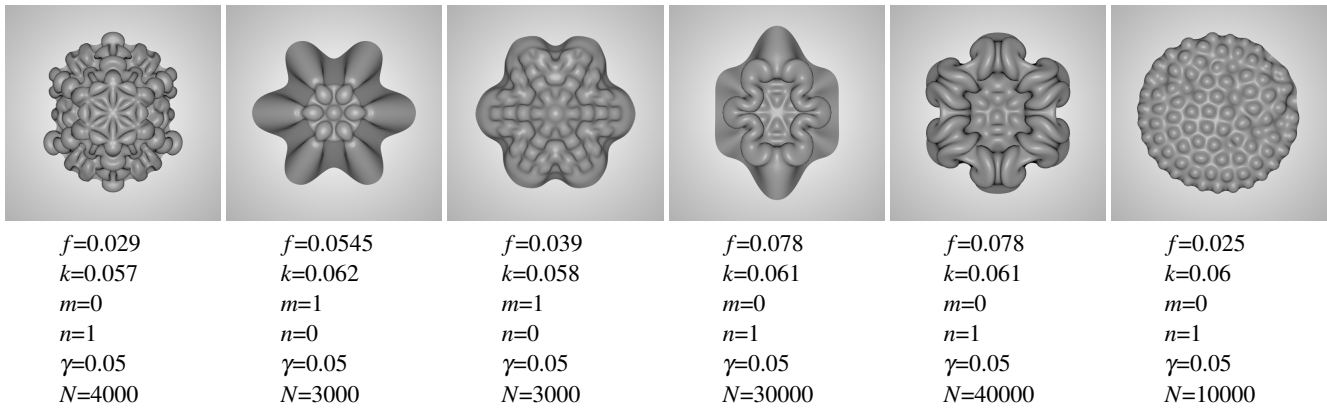 f=0.029 f=0.0545 f=0.039 f=0.078 f=0.078 f=0.025
k=0.057 k=0.062 k=0.058 k=0.061 k=0.061 k=0.06
m=0 m=1 m=1 m=0 m=0 m=0
n=1 n=0 n=0 n=1 n=1 n=1
γ=0.05 γ=0.05 γ=0.05 γ=0.05 γ=0.05 γ=0.05
N=4000 N=3000 N=3000 N=30000 N=40000 N=10000